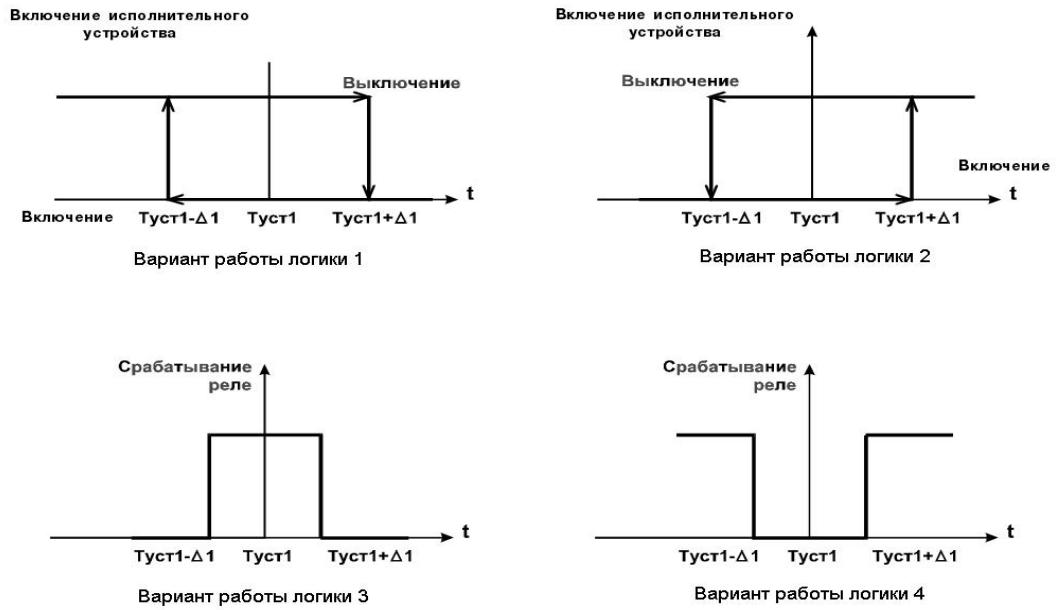 Включение исполнительного
устройства
Выключение
t
Включение
Туст1-Δ1
Туст1
Туст1+Δ1
Вариант работы логики 1
Включение исполнительного
устройства
Выключение
Включение
t
Туст1-Δ1
Туст1
Туст1+Δ1
Вариант работы логики 2
Срабатывание
реле
t
Туст1-Δ1
Туст1
Туст1+Δ1
Вариант работы логики 3
Срабатывание
реле
t
Туст1-Δ1
Туст1
Туст1+Δ1
Вариант работы логики 4